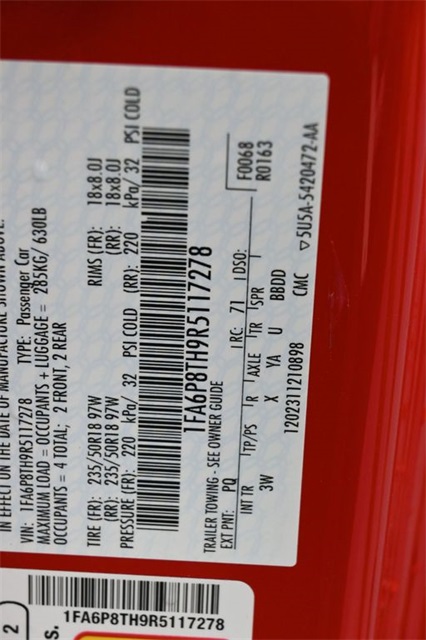 VIN: 1FA6P8TH9R5117278 TYPE: Passenger Car
MAXIMUM LOAD = OCCUPANTS + LUGGAGE = 285KG/ 630LB
OCCUPANTS = 4 TOTAL; 2 FRONT, 2 REAR
TIRE (FR): 235/50R18 97W RIMS (FR): 18x8.0J
(RR): 235/50R18 97W (RR): 18x8.0J
PRESSURE (FR): 220 kPa/ 32 PSI COLD (RD): 220 kPa/ 32 PSI COLD
1FA6P8TH9R5117278
TRAILER TOWING - SEE OWNER GUIDE
F0068
R0163
EXT PNT: PQ RC: 71 DSO:
INT TR TP/PS R AXLE TR SPR
3W X YA U BBDD
1202311210898 CMC ▽5U5A-5420472-AA
1FA6P8TH9R5117278
2
s.